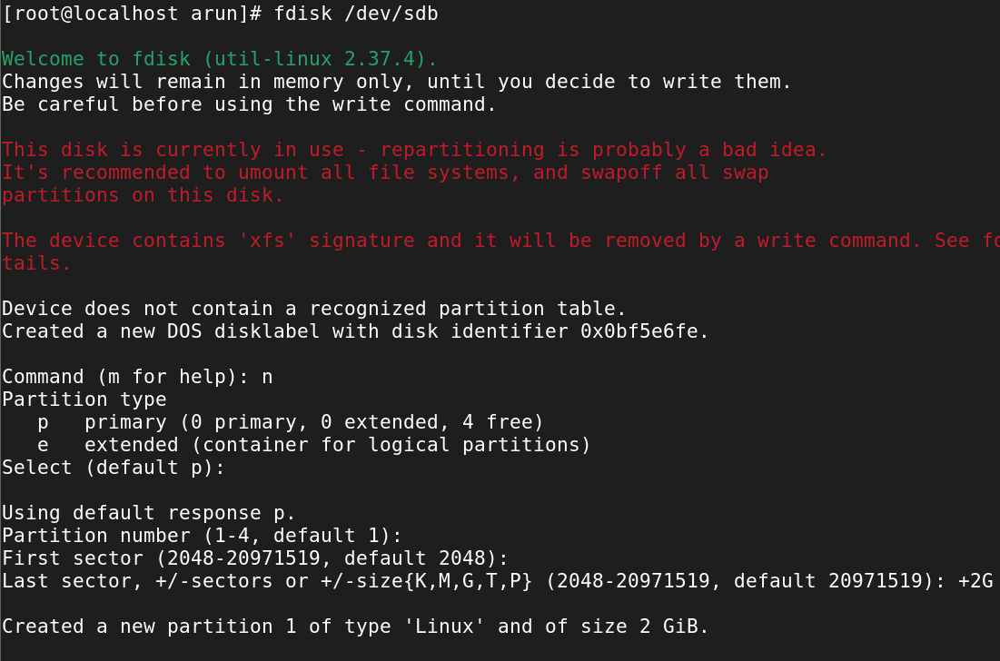 [root@localhost arun]# fdisk /dev/sdb
Welcome to fdisk (util-linux 2.37.4).
Changes will remain in memory only, until you decide to write them.
Be careful before using the write command.
This disk is currently in use - repartitioning is probably a bad idea.
It's recommended to umount all file systems, and swapoff all swap
partitions on this disk.
The device contains 'xfs' signature and it will be removed by a write command. See
tails.
Device does not contain a recognized partition table.
Created a new DOS disklabel with disk identifier 0x0bf5e6fe.
Command (m for help): n
Partition type
   p   primary (0 primary, 0 extended, 4 free)
   e   extended (container for logical partitions)
Select (default p):
Using default response p.
Partition number (1-4, default 1):
First sector (2048-20971519, default 2048):
Last sector, +/-sectors or +/-size{K,M,G,T,P} (2048-20971519, default 20971519): +2G
Created a new partition 1 of type 'Linux' and of size 2 GiB.